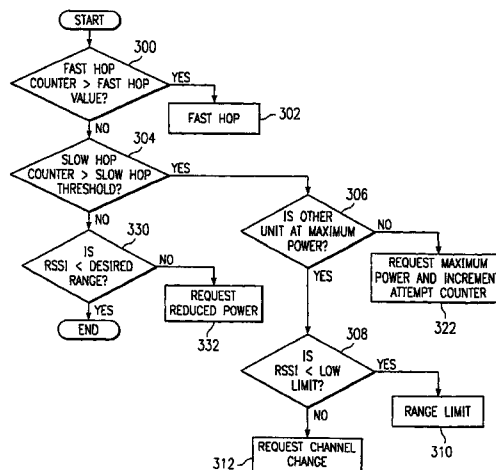 START
300
FAST HOP
COUNTER > FAST HOP
VALUE?
YES
FAST HOP
302
NO
304
SLOW HOP
COUNTER > SLOW HOP
THRESHOLD?
YES
306
IS OTHER
UNIT AT MAXIMUM
POWER?
NO
REQUEST MAXIMUM
POWER AND INCREMENT
ATTEMPT COUNTER
322
YES
NO
330
IS
RSSI < DESIRED
RANGE?
NO
REQUEST
REDUCED POWER
332
YES
END
308
IS
RSSI < LOW
LIMIT?
YES
RANGE LIMIT
310
NO
REQUEST CHANNEL
CHANGE
312